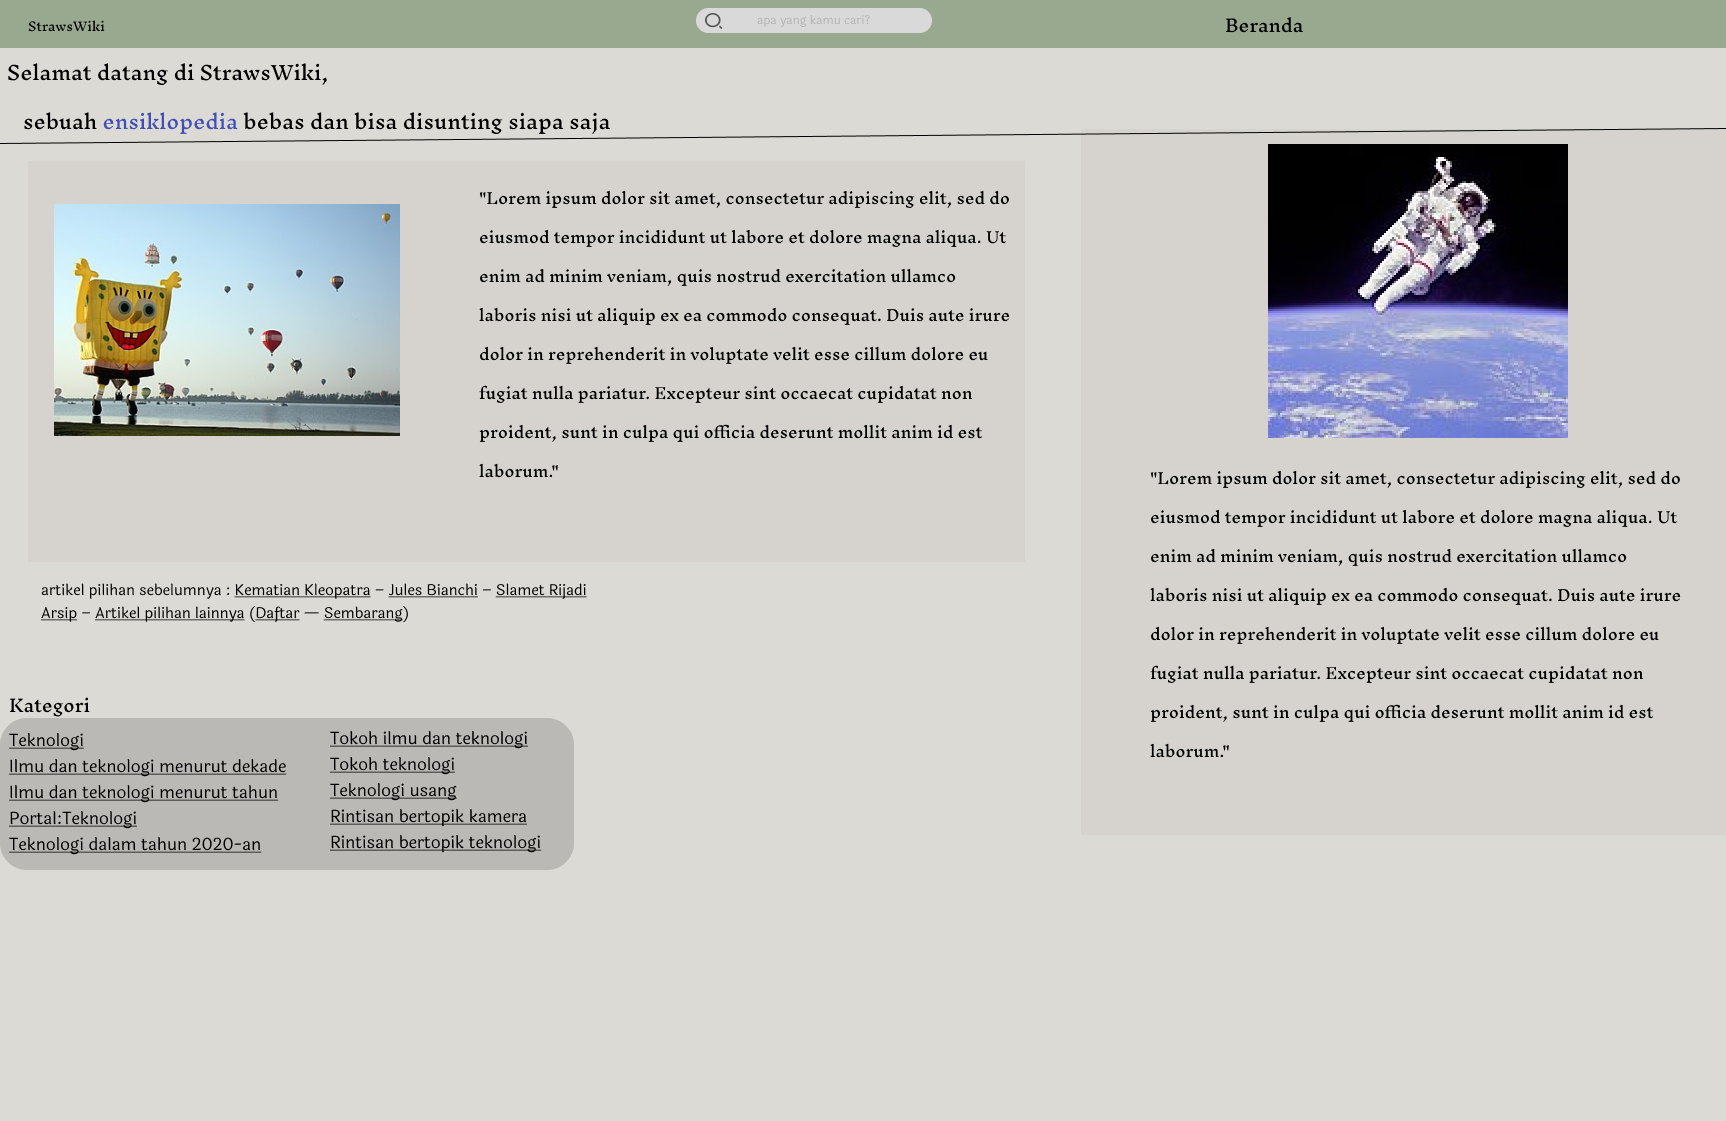 StrawsWiki
apa yang kamu cari?
Beranda
Selamat datang di StrawsWiki,
sebuah ensiklopedia bebas dan bisa disunting siapa saja
"Lorem ipsum dolor sit amet, consectetur adipiscing elit, sed do
eiusmod tempor incididunt ut labore et dolore magna aliqua. Ut
enim ad minim veniam, quis nostrud exercitation ullamco
laboris nisi ut aliquip ex ea commodo consequat. Duis aute irure
dolor in reprehenderit in voluptate velit esse cillum dolore eu
fugiat nulla pariatur. Excepteur sint occaecat cupidatat non
proident, sunt in culpa qui officia deserunt mollit anim id est
laborum."
artikel pilihan sebelumnya : Kematian Kleopatra – Jules Bianchi – Slamet Rijadi
Arsip – Artikel pilihan lainnya (Daftar — Sembarang)
Kategori
Teknologi
Ilmu dan teknologi menurut dekade
Ilmu dan teknologi menurut tahun
Portal:Teknologi
Teknologi dalam tahun 2020-an
Tokoh ilmu dan teknologi
Tokoh teknologi
Teknologi usang
Rintisan bertopik kamera
Rintisan bertopik teknologi
"Lorem ipsum dolor sit amet, consectetur adipiscing elit, sed do
eiusmod tempor incididunt ut labore et dolore magna aliqua. Ut
enim ad minim veniam, quis nostrud exercitation ullamco
laboris nisi ut aliquip ex ea commodo consequat. Duis aute irure
dolor in reprehenderit in voluptate velit esse cillum dolore eu
fugiat nulla pariatur. Excepteur sint occaecat cupidatat non
proident, sunt in culpa qui officia deserunt mollit anim id est
laborum."